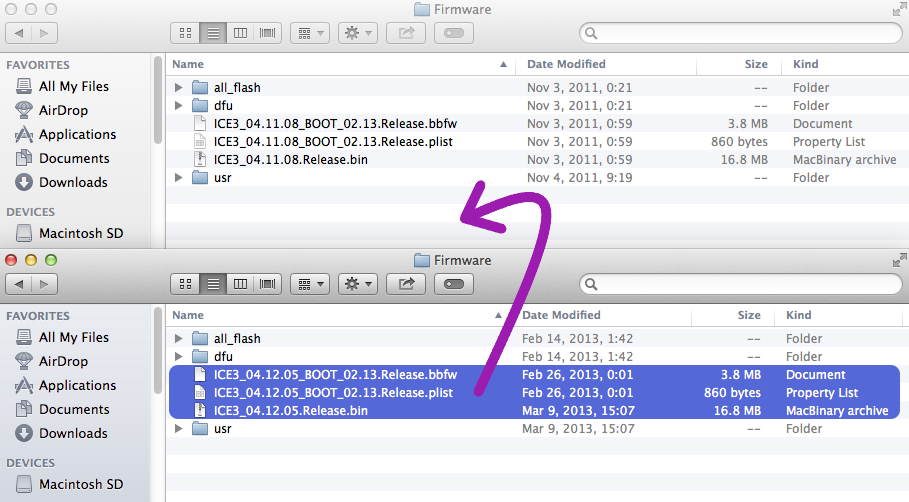 Firmware
FAVORITES
All My Files
AirDrop
Applications
Documents
Downloads
DEVICES
Macintosh SD
Name Date Modified Size Kind
all_flash Nov 3, 2011, 0:21 -- Folder
dfu Nov 3, 2011, 0:21 -- Folder
ICE3_04.11.08_BOOT_02.13.Release.bbfw Nov 3, 2011, 0:59 3.8 MB Document
ICE3_04.11.08_BOOT_02.13.Release.plist Nov 3, 2011, 0:59 860 bytes Property List
ICE3_04.11.08.Release.bin Nov 3, 2011, 0:59 16.8 MB MacBinary archive
usr Nov 4, 2011, 9:19 -- Folder
Firmware
FAVORITES
All My Files
AirDrop
Applications
Documents
Downloads
DEVICES
Macintosh SD
Name Date Modified Size Kind
all_flash Feb 14, 2013, 1:42 -- Folder
dfu Feb 14, 2013, 1:42 -- Folder
ICE3_04.12.05_BOOT_02.13.Release.bbfw Feb 26, 2013, 0:01 3.8 MB Document
ICE3_04.12.05_BOOT_02.13.Release.plist Feb 26, 2013, 0:01 860 bytes Property List
ICE3_04.12.05.Release.bin Mar 9, 2013, 15:07 16.8 MB MacBinary archive
usr Mar 9, 2013, 15:07 -- Folder